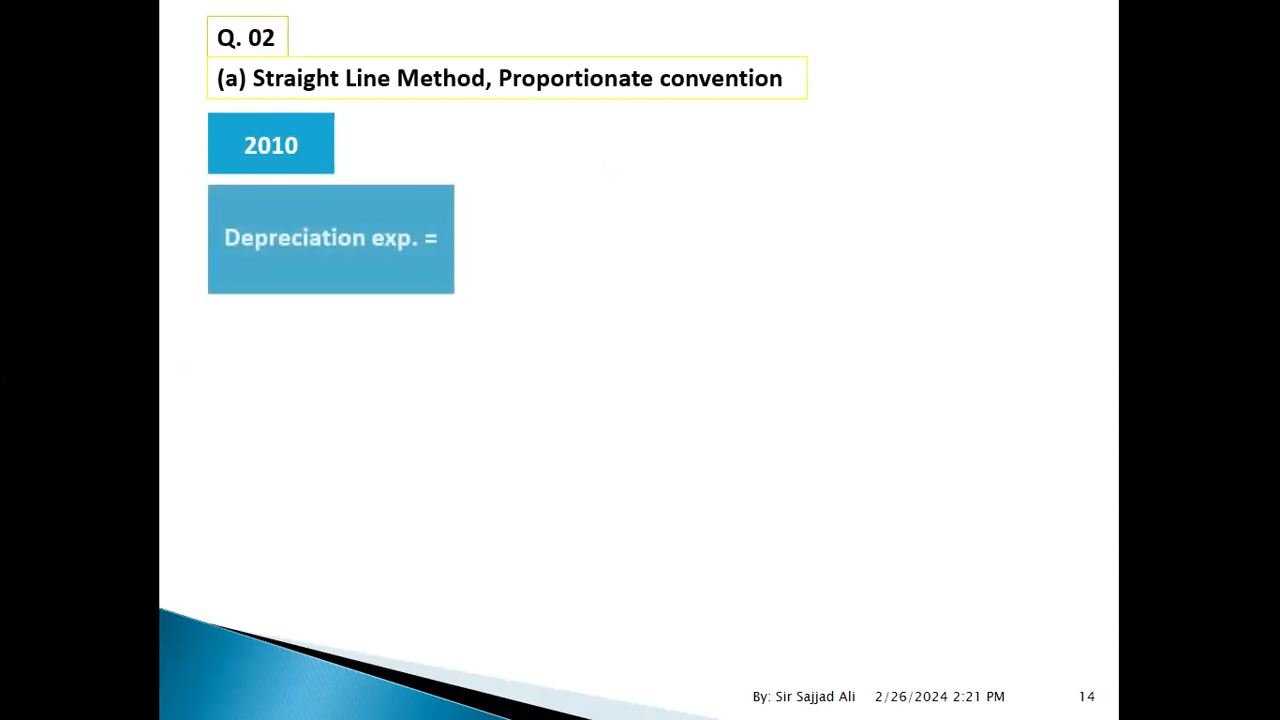 Q. 02
(a) Straight Line Method, Proportionate convention
2010
Depreciation exp. =
By: Sir Sajjad Ali 2/26/2024 2:21 PM 14